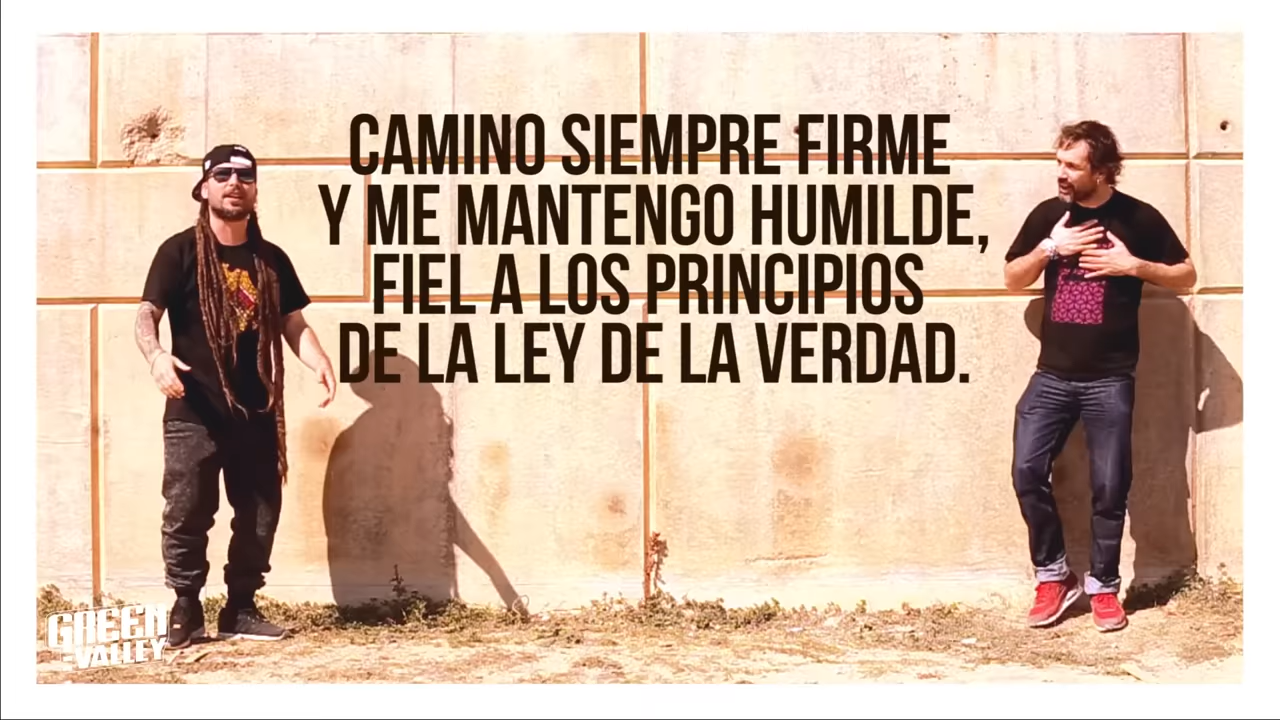 CAMINO SIEMPRE FIRME
Y ME MANTENGO HUMILDE,
FIEL A LOS PRINCIPIOS
DE LA LEY DE LA VERDAD.
GREEN
VALLEY